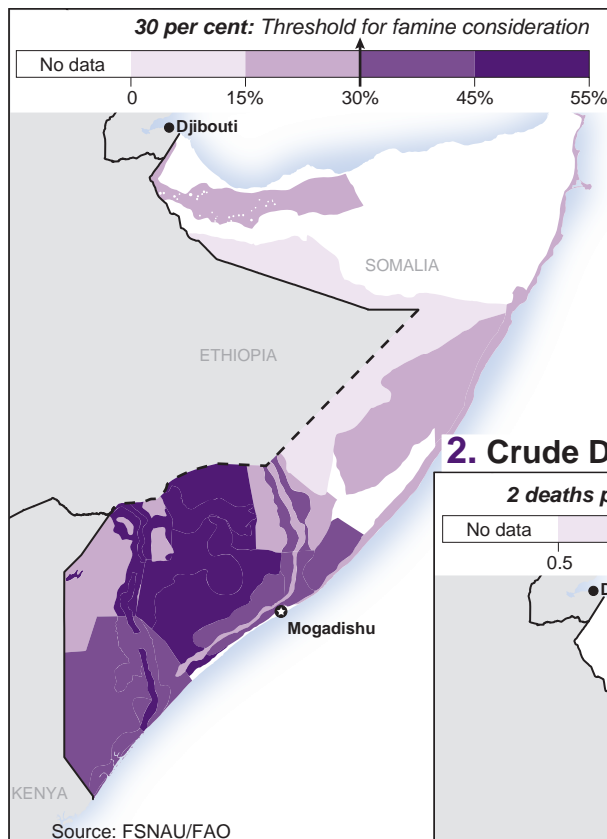 30 per cent: Threshold for famine consideration
No data
0 15% 30% 45% 55%
Djibouti
SOMALIA
ETHIOPIA
2. Crude D
2 deaths p
No data
0.5
D
Mogadishu
KENYA
Source: FSNAU/FAO